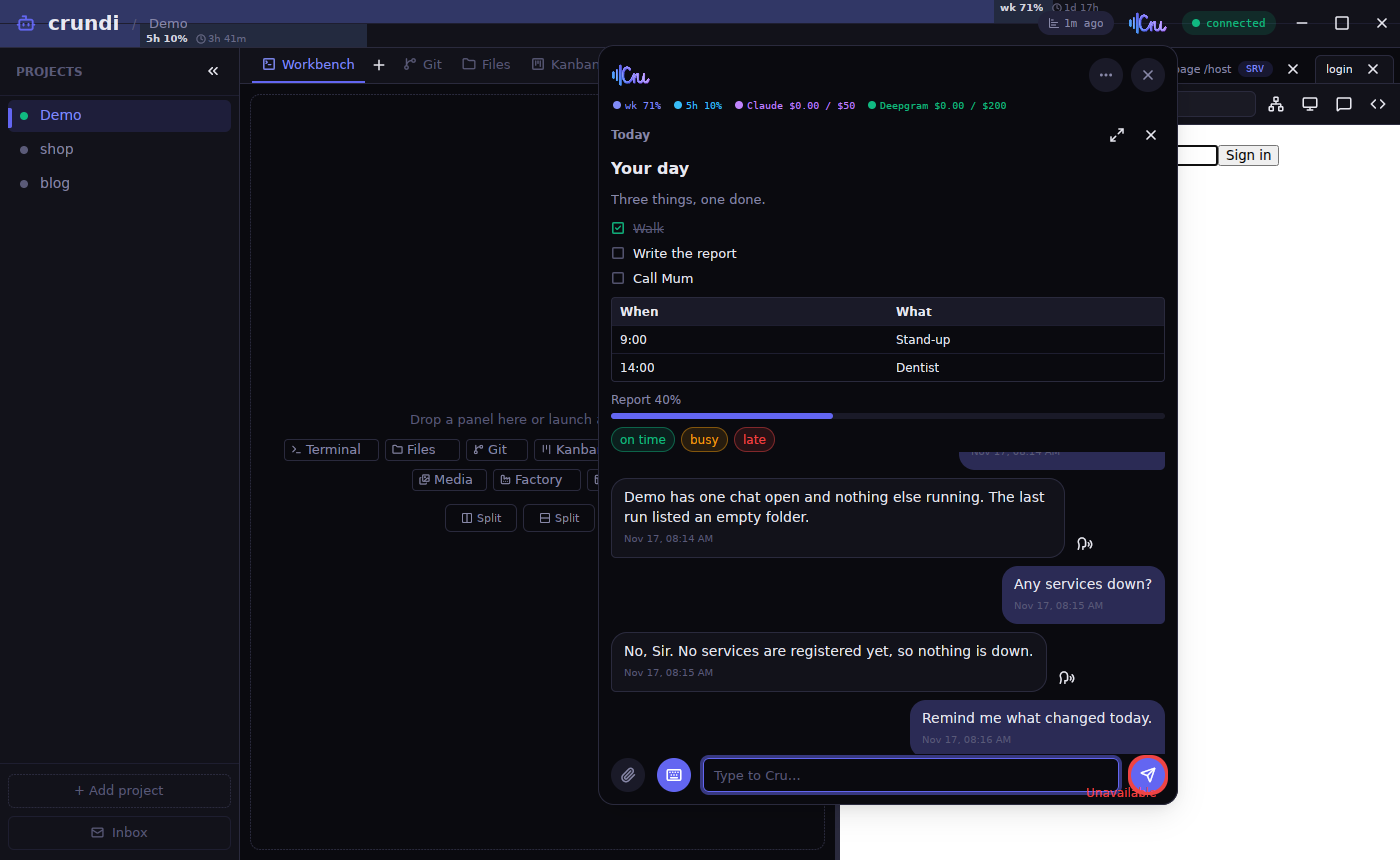 wk 71% 1d 17h
crundi / Demo
1m ago
Cru
connected
5h 10% 3h 41m
PROJECTS
Workbench
Git
Files
Kanban
page /host SRV
login
Demo
shop
blog
Cru
wk 71% 5h 10% Claude $0.00 / $50 Deepgram $0.00 / $200
Today
Your day
Three things, one done.
Walk
Write the report
Call Mum
When What
9:00 Stand-up
14:00 Dentist
Report 40%
on time busy late
Nov 17, 08:14 AM
Demo has one chat open and nothing else running. The last
run listed an empty folder.
Nov 17, 08:14 AM
Any services down?
Nov 17, 08:15 AM
No, Sir. No services are registered yet, so nothing is down.
Nov 17, 08:15 AM
Remind me what changed today.
Nov 17, 08:16 AM
Type to Cru...
Unavailable
Sign in
Drop a panel here or launch
Terminal Files Git Kanba
Media Factory
Split Split
+ Add project
Inbox